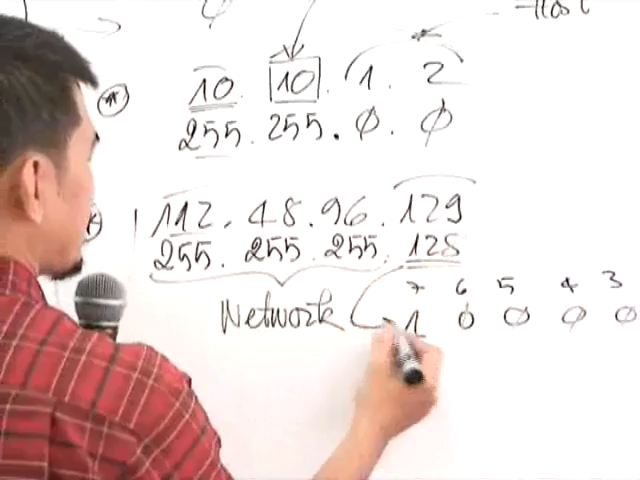 Host
10. 10. 1. 2
255. 255. 0. 0
112. 48. 96. 129
255. 255. 255. 128
7 6 5 4 3
Network 1 0 0 0 0